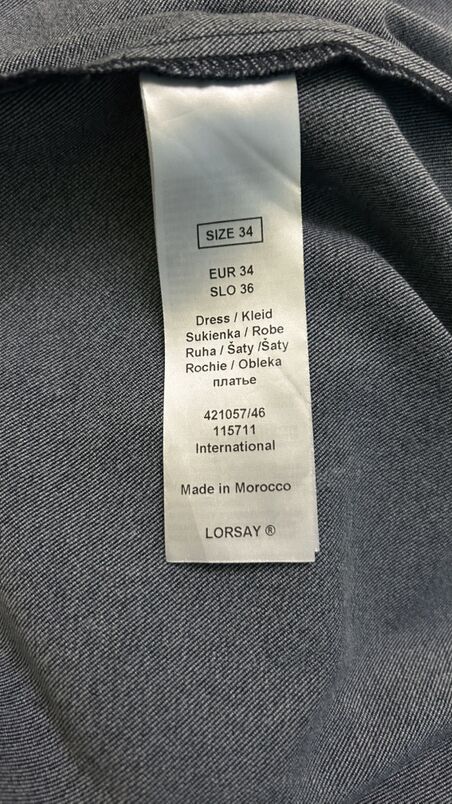 SIZE 34
EUR 34
SLO 36
Dress / Kleid
Sukienka / Robe
Ruha / Šaty /Šaty
Rochie / Obleka
платье
421057/46
115711
International
Made in Morocco
LORSAY ®